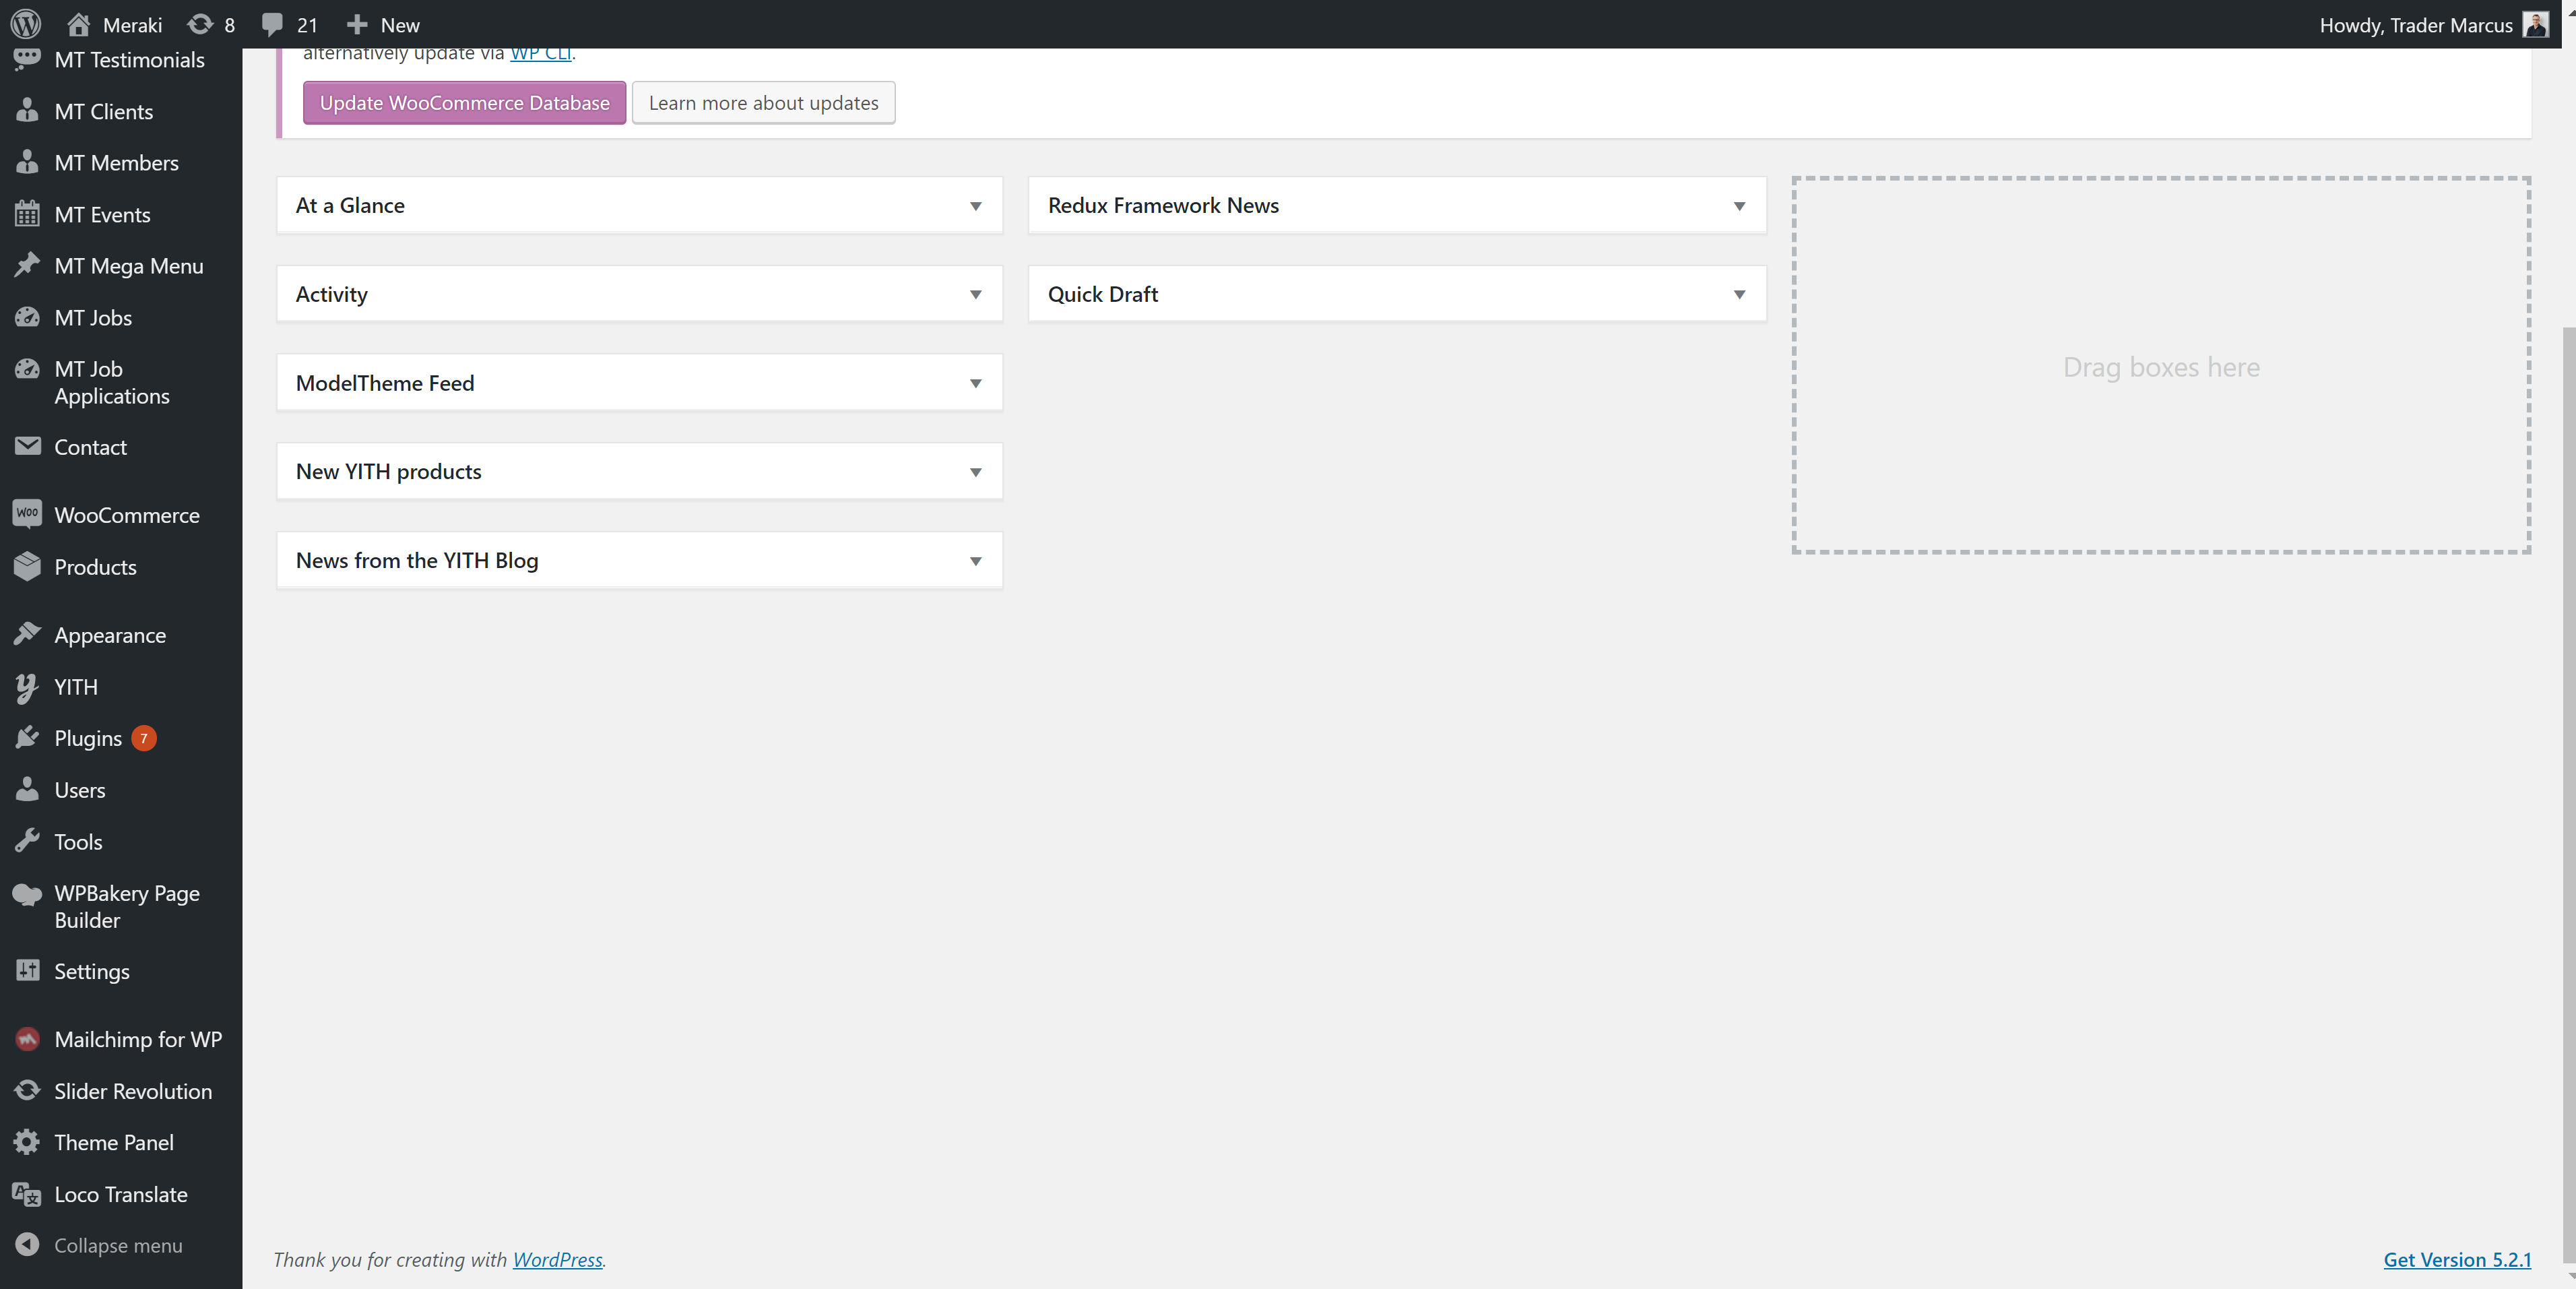 Meraki 8 21 New Howdy, Trader Marcus
MT Testimonials
MT Clients
MT Members
MT Events
MT Mega Menu
MT Jobs
MT Job
Applications
Contact
WOO WooCommerce
Products
Appearance
YITH
Plugins 7
Users
Tools
WPBakery Page
Builder
Settings
Mailchimp for WP
Slider Revolution
Theme Panel
Loco Translate
Collapse menu
alternatively update via WP CLI.
Update WooCommerce Database Learn more about updates
At a Glance
Activity
ModelTheme Feed
New YITH products
News from the YITH Blog
Redux Framework News
Quick Draft
Drag boxes here
Thank you for creating with WordPress.
Get Version 5.2.1